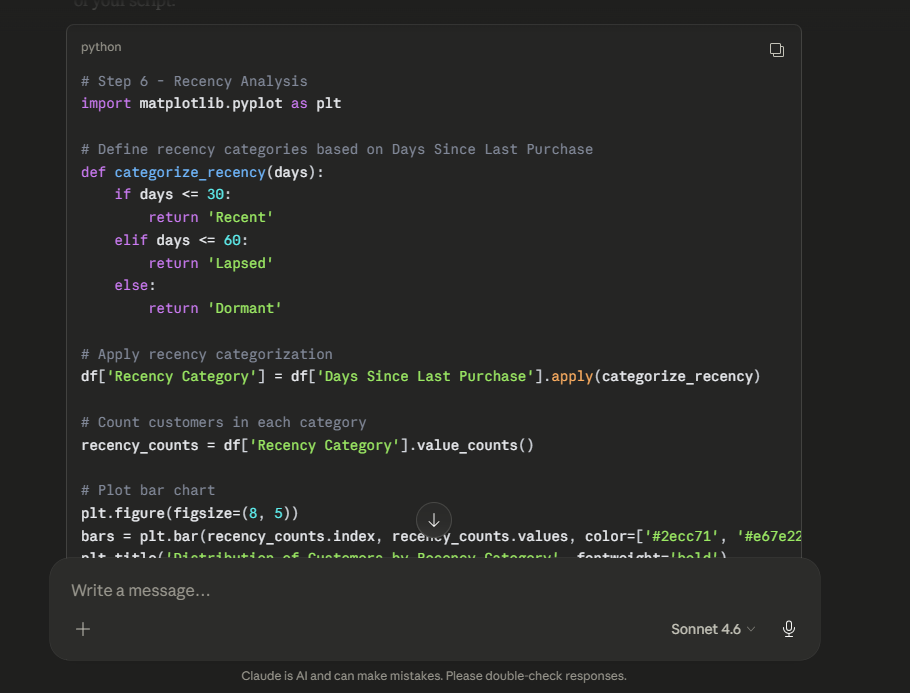 of your script.
python
# Step 6 - Recency Analysis
import matplotlib.pyplot as plt
# Define recency categories based on Days Since Last Purchase
def categorize_recency(days):
    if days <= 30:
        return 'Recent'
    elif days <= 60:
        return 'Lapsed'
    else:
        return 'Dormant'
# Apply recency categorization
df['Recency Category'] = df['Days Since Last Purchase'].apply(categorize_recency)
# Count customers in each category
recency_counts = df['Recency Category'].value_counts()
# Plot bar chart
plt.figure(figsize=(8, 5))
bars = plt.bar(recency_counts.index, recency_counts.values, color=['#2ecc71', '#e67e22
plt.title('Distribution of Customers by Recency Category', fontweight='bold')
Write a message...
Sonnet 4.6
Claude is AI and can make mistakes. Please double-check responses.